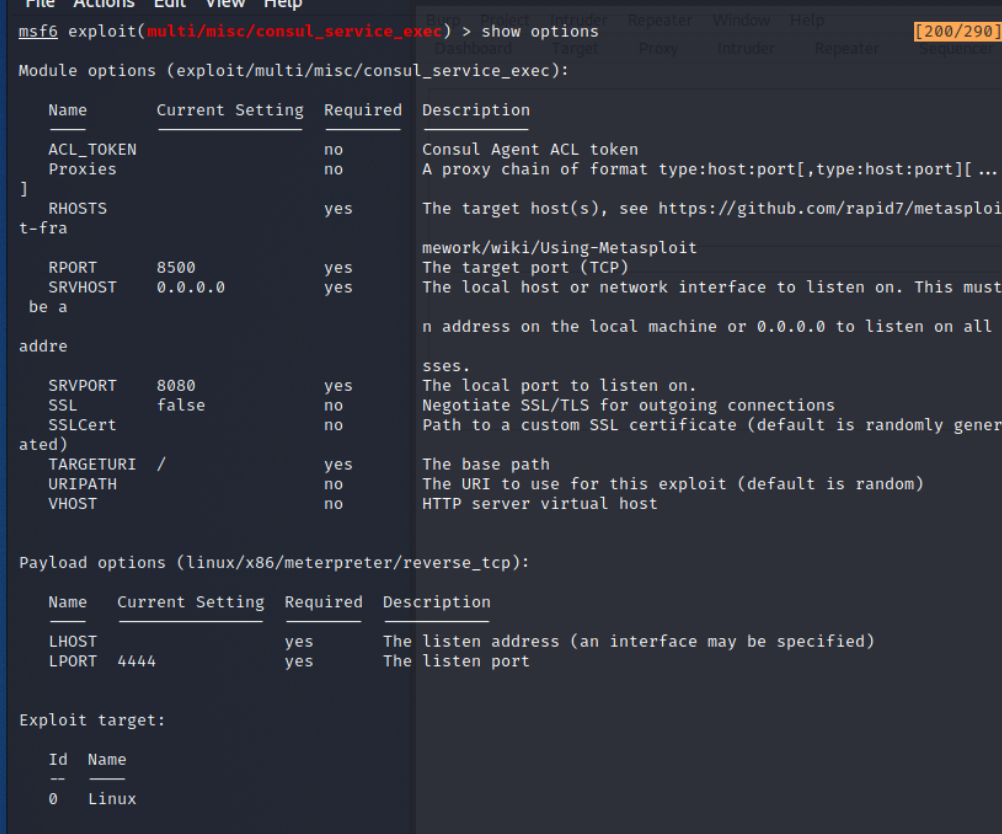 File Actions Edit View Help
Burp Project Intruder Repeater Window Help
msf6 exploit(multi/misc/consul_service_exec) > show options [200/290]
Dashboard Target Proxy Intruder Repeater Sequencer
Module options (exploit/multi/misc/consul_service_exec):
Name Current Setting Required Description
ACL_TOKEN no Consul Agent ACL token
Proxies no A proxy chain of format type:host:port[,type:host:port][...
]
RHOSTS yes The target host(s), see https://github.com/rapid7/metasploi
t-fra
mework/wiki/Using-Metasploit
RPORT 8500 yes The target port (TCP)
SRVHOST 0.0.0.0 yes The local host or network interface to listen on. This must
be a
n address on the local machine or 0.0.0.0 to listen on all
addre
sses.
SRVPORT 8080 yes The local port to listen on.
SSL false no Negotiate SSL/TLS for outgoing connections
SSLCert no Path to a custom SSL certificate (default is randomly gener
ated)
TARGETURI / yes The base path
URIPATH no The URI to use for this exploit (default is random)
VHOST no HTTP server virtual host
Payload options (linux/x86/meterpreter/reverse_tcp):
Name Current Setting Required Description
LHOST yes The listen address (an interface may be specified)
LPORT 4444 yes The listen port
Exploit target:
Id Name
-- ----
0 Linux